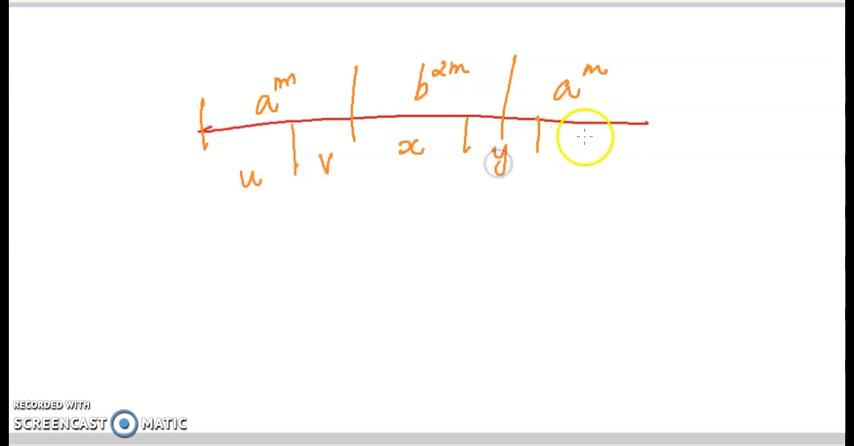 a^m b^2m a^m
u v x y
RECORDED WITH
SCREENCAST MATIC